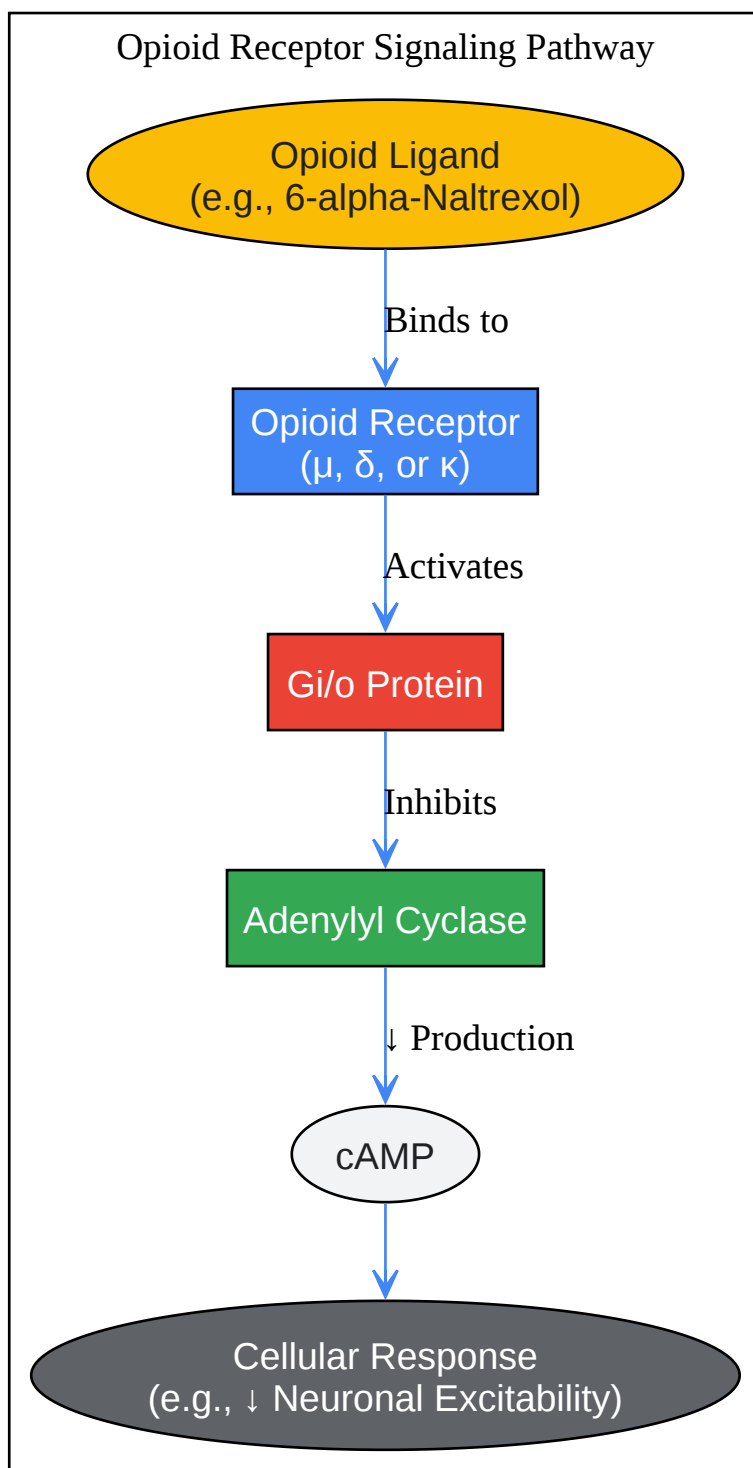 Opioid Receptor Signaling Pathway
Opioid Ligand
(e.g., 6-alpha-Naltrexol)
Binds to
Opioid Receptor
(μ, δ, or κ)
Activates
Gi/o Protein
Inhibits
Adenylyl Cyclase
↓ Production
cAMP
Cellular Response
(e.g., ↓ Neuronal Excitability)